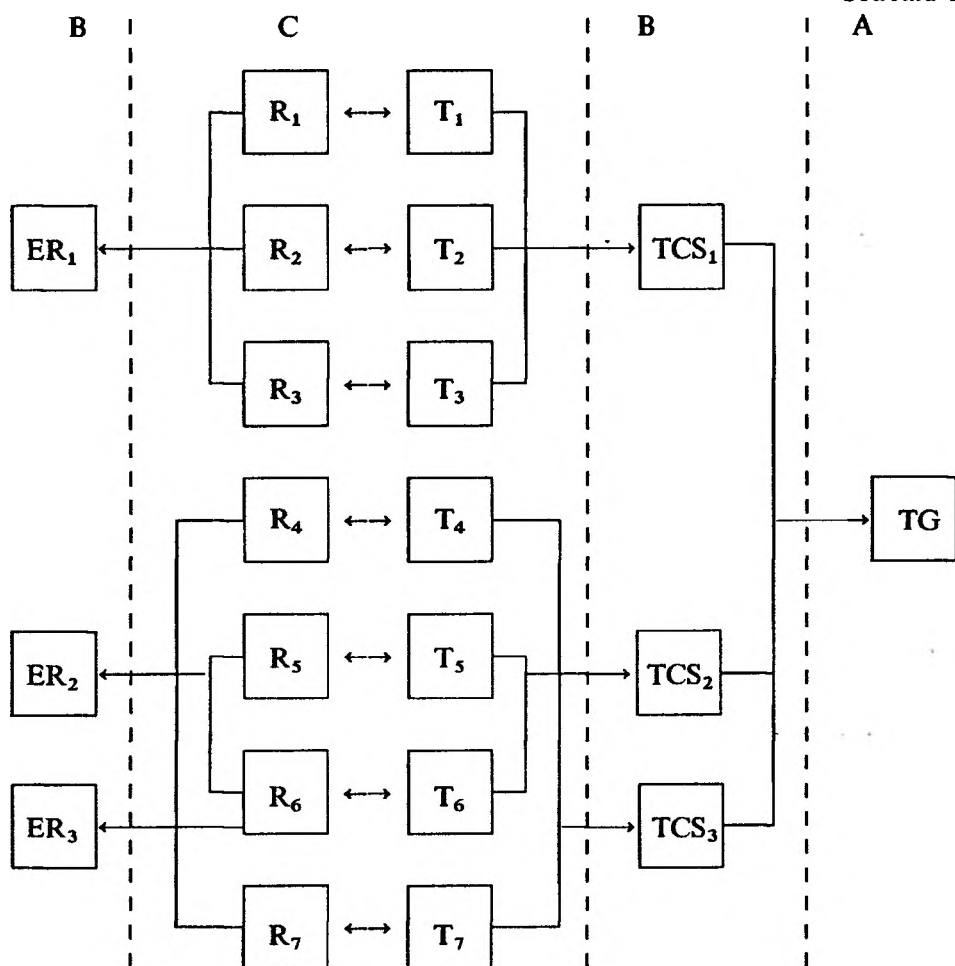 B C B A
R₁ T₁
ER₁ R₂ T₂ TCS₁
R₃ T₃
R₄ T₄ TG
ER₂ R₅ T₅ TCS₂
R₆ T₆
ER₃ TCS₃
R₇ T₇